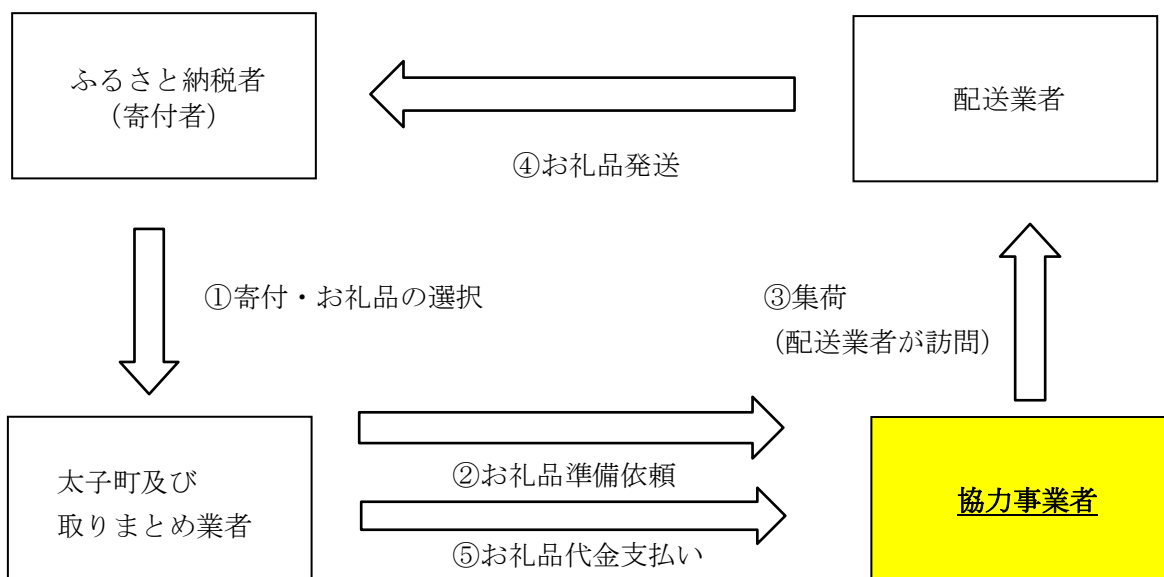 ふるさと納税者
（寄付者）
配送業者
④お礼品発送
①寄付・お礼品の選択
③集荷
（配送業者が訪問）
太子町及び
取りまとめ業者
②お礼品準備依頼
⑤お礼品代金支払い
協力事業者